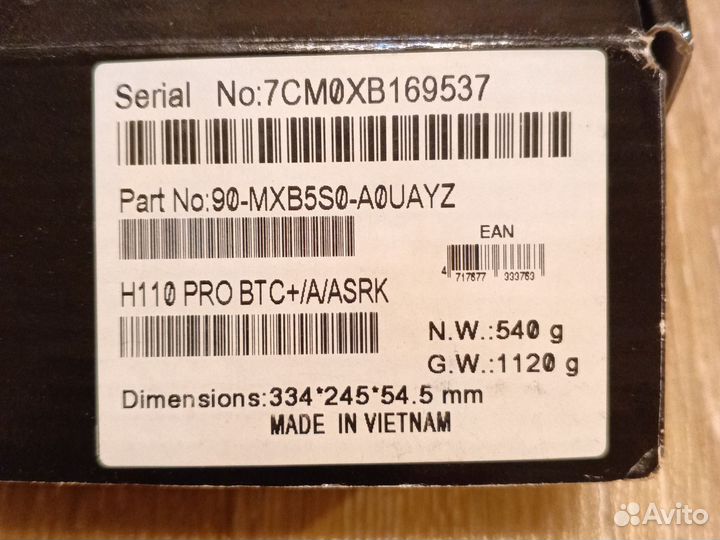 Serial No:7CM0XB169537
Part No:90-MXB5S0-A0UAYZ
EAN
4 717677 333763
H110 PRO BTC+/A/ASRK
N.W.:540 g
G.W.:1120 g
Dimensions:334*245*54.5 mm
MADE IN VIETNAM
Avito